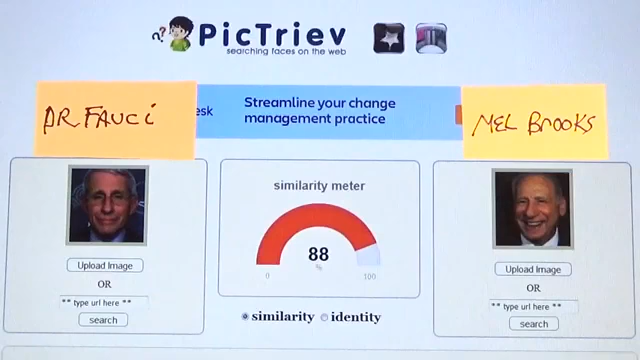 n?
PicTriev
searching faces on the web
DR FAUCi
esk
Streamline your change
management practice
MEL BROOKS
similarity meter
88
%
0
100
similarity
identity
Upload Image
OR
** type url here **
search
Upload Image
OR
** type url here **
search